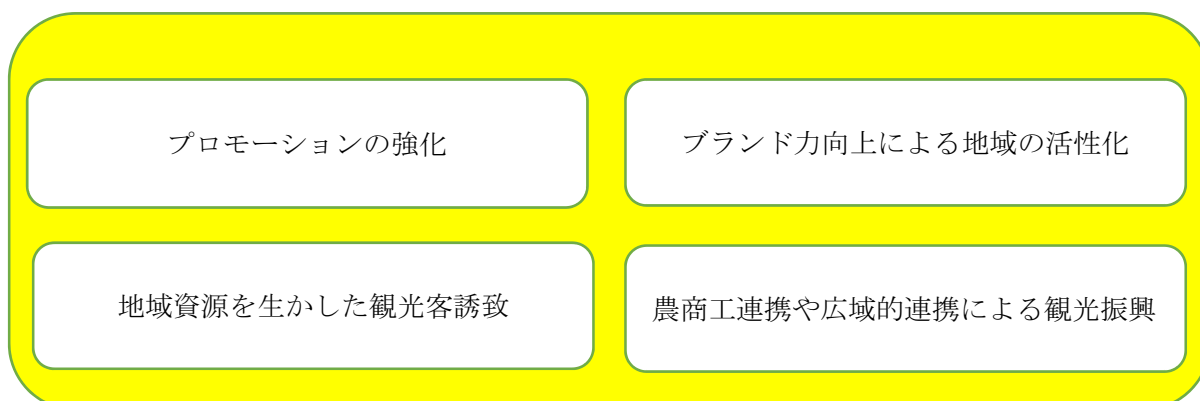 プロモーションの強化
ブランド力向上による地域の活性化
地域資源を生かした観光客誘致
農商工連携や広域的連携による観光振興